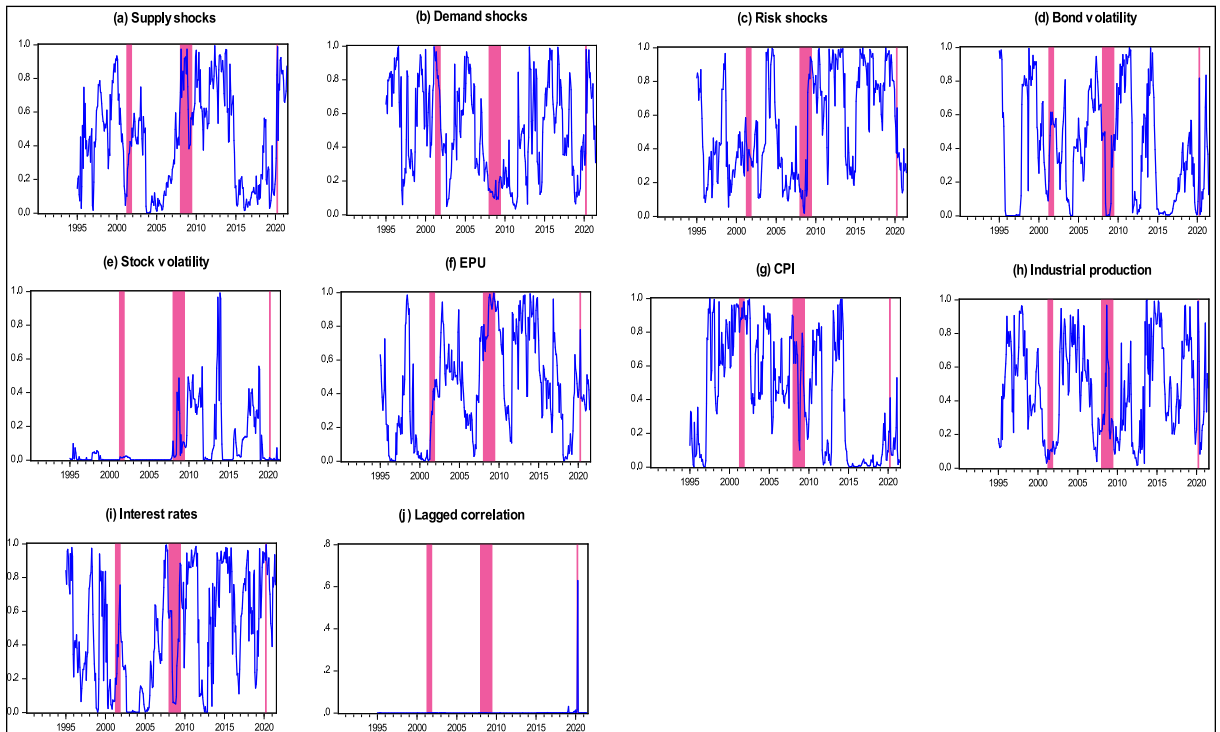 (a) Supply shocks
1.0
0.8
0.6
0.4
0.2
0.0
1995 2000 2005 2010 2015 2020
(b) Demand shocks
1.0
0.8
0.6
0.4
0.2
0.0
1995 2000 2005 2010 2015 2020
(c) Risk shocks
1.0
0.8
0.6
0.4
0.2
0.0
1995 2000 2005 2010 2015 2020
(d) Bond v olatility
1.0
0.8
0.6
0.4
0.2
0.0
1995 2000 2005 2010 2015 2020
(e) Stock v olatility
1.0
0.8
0.6
0.4
0.2
0.0
1995 2000 2005 2010 2015 2020
(f) EPU
1.0
0.8
0.6
0.4
0.2
0.0
1995 2000 2005 2010 2015 2020
(g) CPI
1.0
0.8
0.6
0.4
0.2
0.0
1995 2000 2005 2010 2015 2020
(h) Industrial production
1.0
0.8
0.6
0.4
0.2
0.0
1995 2000 2005 2010 2015 2020
(i) Interest rates
1.0
0.8
0.6
0.4
0.2
0.0
1995 2000 2005 2010 2015 2020
(j) Lagged correlation
.8
.6
.4
.2
.0
1995 2000 2005 2010 2015 2020